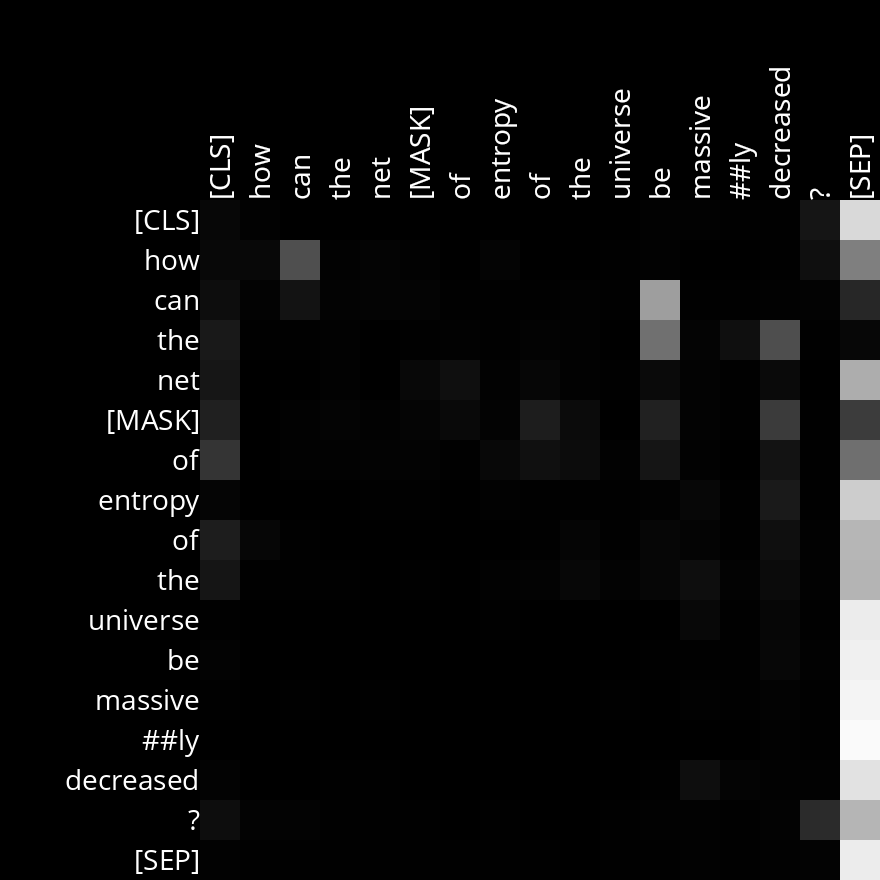 [CLS] how can the net [MASK] of entropy of the universe be massive ##ly decreased ? [SEP]
[CLS]
how
can
the
net
[MASK]
of
entropy
of
the
universe
be
massive
##ly
decreased
?
[SEP]